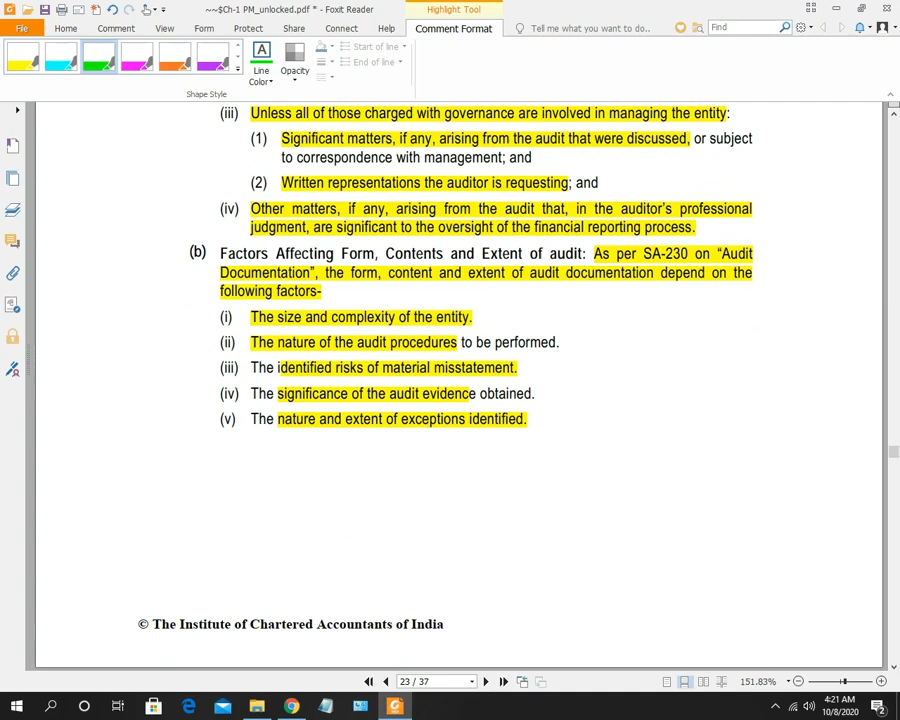 ~~$Ch-1 PM_unlocked.pdf * - Foxit Reader
Highlight Tool
File Home Comment View Form Protect Share Connect Help Comment Format Tell me what you want to do.. Find
Line Color Opacity Start of line
End of line
Shape Style
(iii) Unless all of those charged with governance are involved in managing the entity:
(1) Significant matters, if any, arising from the audit that were discussed, or subject
to correspondence with management; and
(2) Written representations the auditor is requesting; and
(iv) Other matters, if any, arising from the audit that, in the auditor's professional
judgment, are significant to the oversight of the financial reporting process.
(b) Factors Affecting Form, Contents and Extent of audit: As per SA-230 on "Audit
Documentation", the form, content and extent of audit documentation depend on the
following factors-
(i) The size and complexity of the entity.
(ii) The nature of the audit procedures to be performed.
(iii) The identified risks of material misstatement.
(iv) The significance of the audit evidence obtained.
(v) The nature and extent of exceptions identified.
© The Institute of Chartered Accountants of India
23 / 37 151.83%
4:21 AM
10/8/2020
2